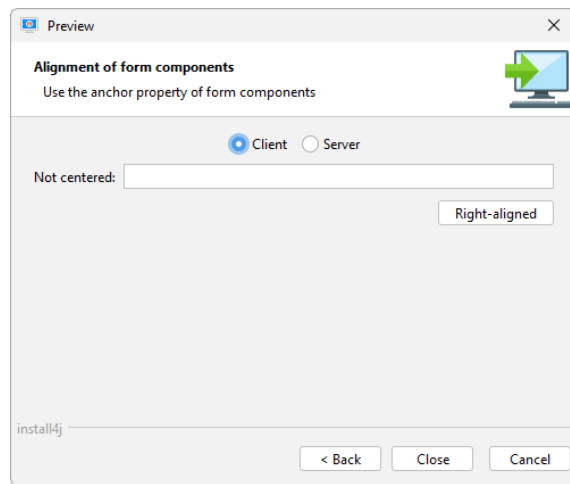 Preview
Alignment of form components
Use the anchor property of form components
Client Server
Not centered:
Right-aligned
install4j
< Back Close Cancel